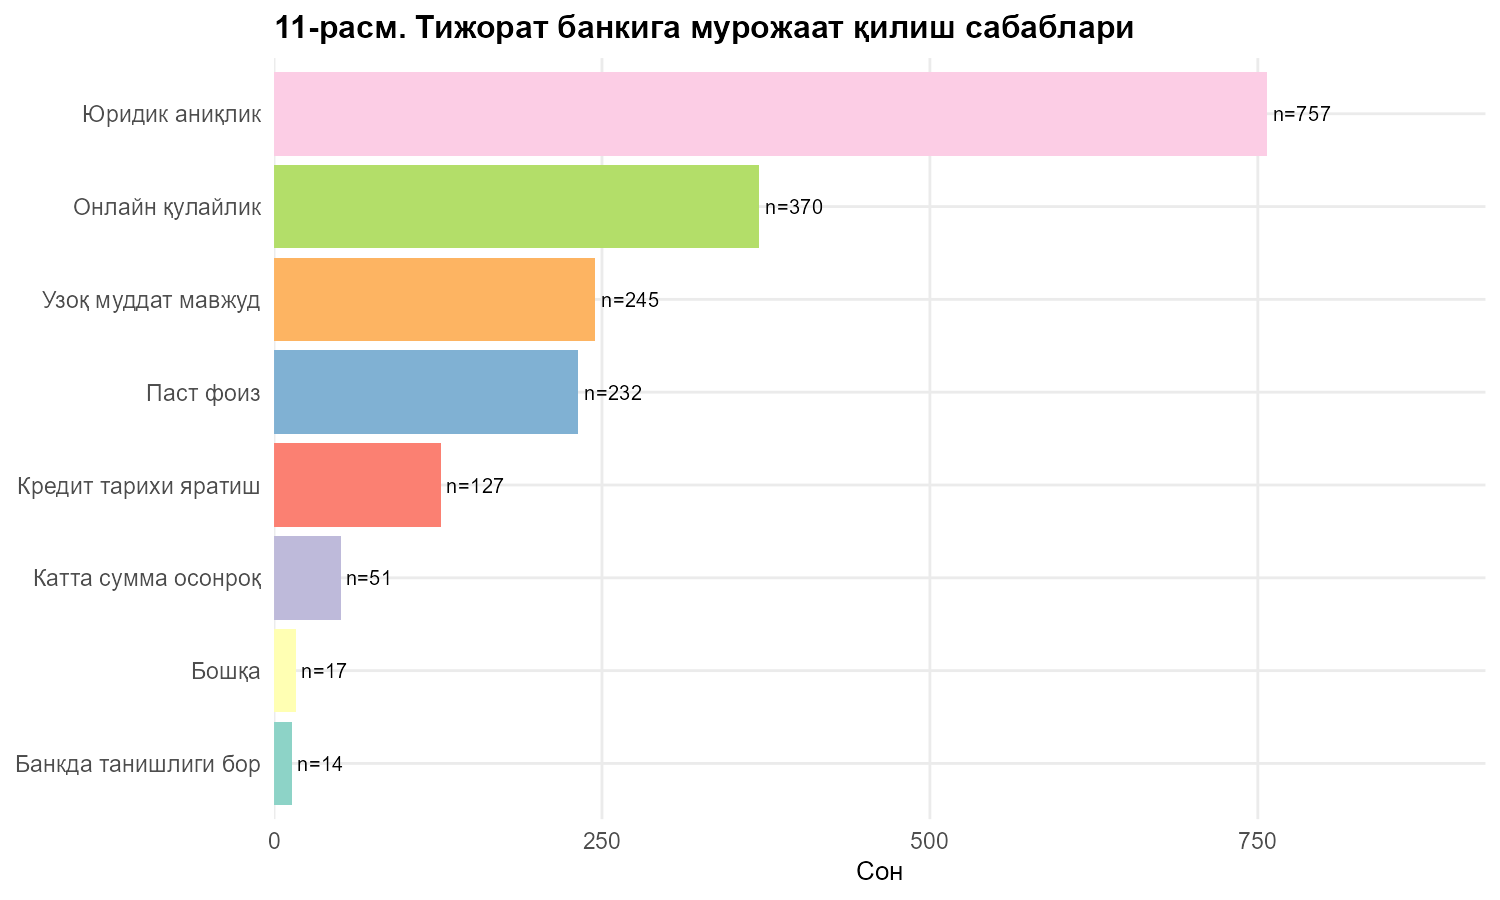 11-расм. Тижорат банкига мурожаат қилиш сабаблари
Юридик аниқлик
n=757
Онлайн қулайлик
n=370
Узоқ муддат мавжуд
n=245
Паст фоиз
n=232
Кредит тарихи яратиш
n=127
Катта сумма осонроқ
n=51
Бошқа
n=17
Банкда танишлиги бор
n=14
0 250 500 750
Сон